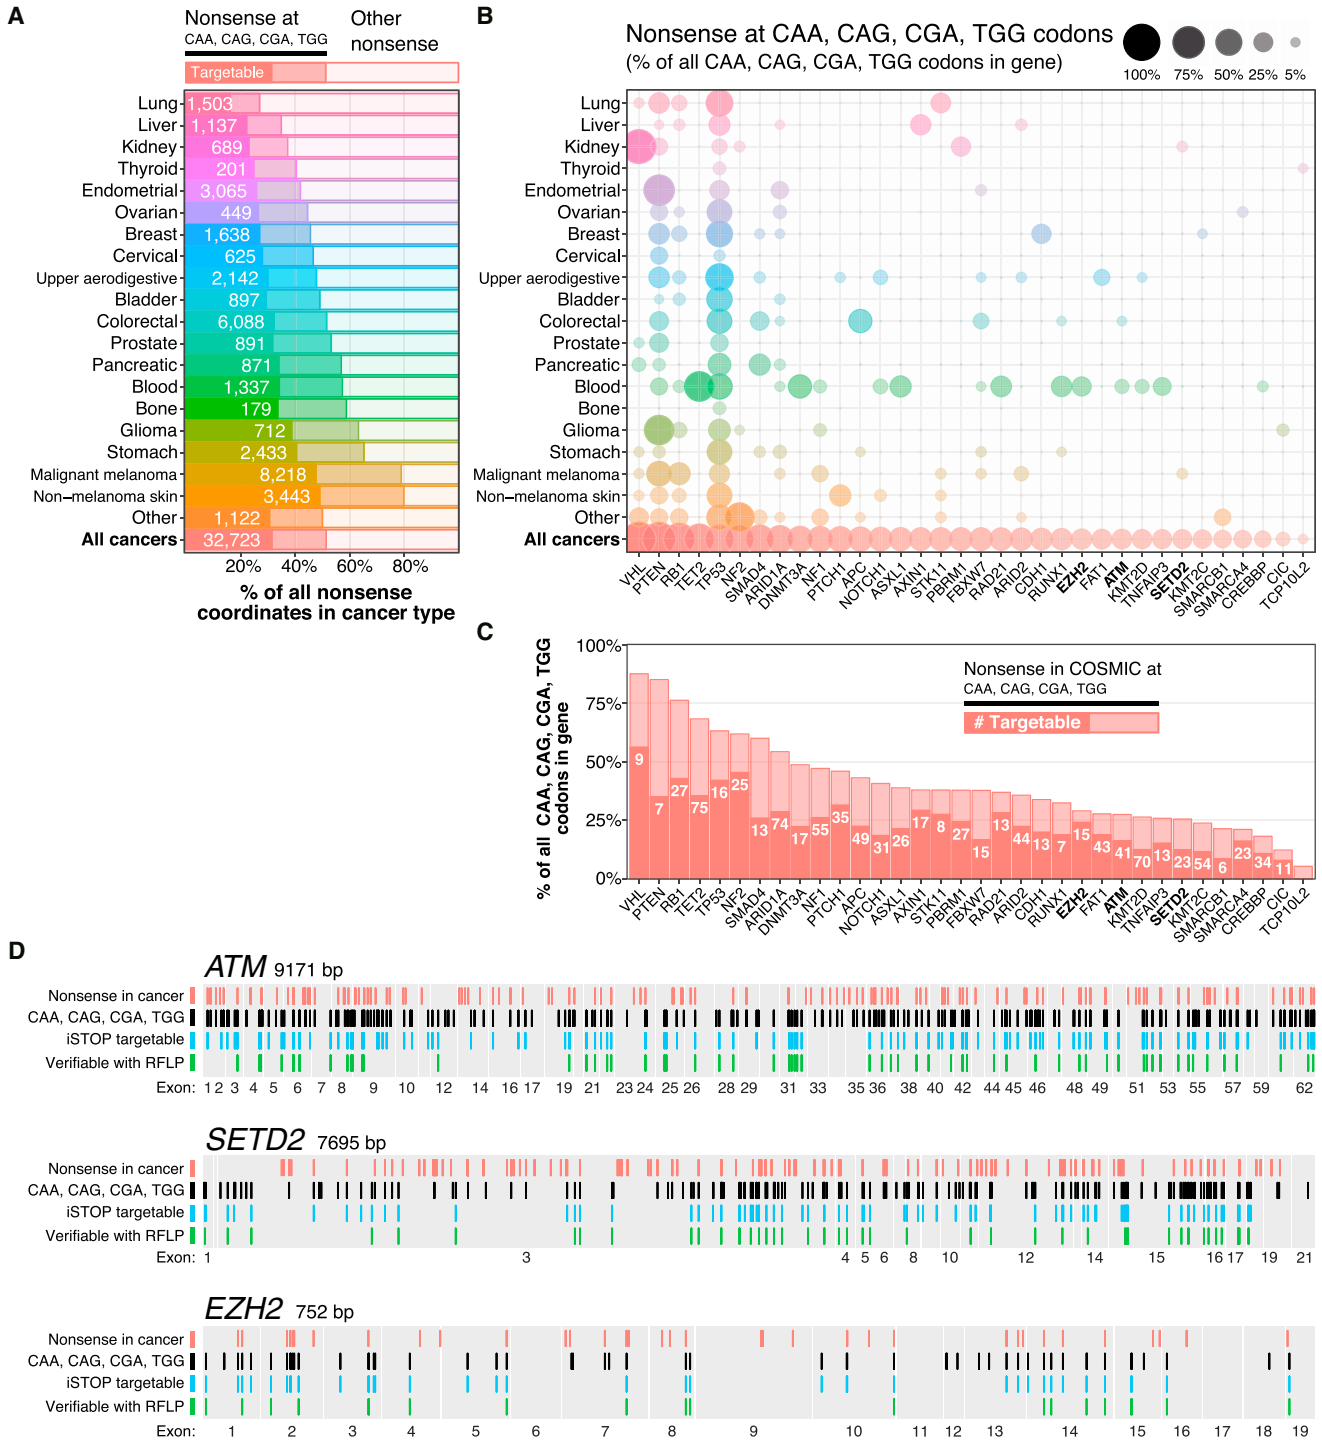 A
Nonsense at
CAA, CAG, CGA, TGG
Other
nonsense
Targetable
Lung 1,503
Liver 1,137
Kidney 689
Thyroid 201
Endometrial 3,065
Ovarian 449
Breast 1,638
Cervical 625
Upper aerodigestive 2,142
Bladder 897
Colorectal 6,088
Prostate 891
Pancreatic 871
Blood 1,337
Bone 179
Glioma 712
Stomach 2,433
Malignant melanoma 8,218
Non−melanoma skin 3,443
Other 1,122
All cancers 32,723
20% 40% 60% 80%
% of all nonsense
coordinates in cancer type
B
Nonsense at CAA, CAG, CGA, TGG codons
(% of all CAA, CAG, CGA, TGG codons in gene)
100% 75% 50% 25% 5%
Lung
Liver
Kidney
Thyroid
Endometrial
Ovarian
Breast
Cervical
Upper aerodigestive
Bladder
Colorectal
Prostate
Pancreatic
Blood
Bone
Glioma
Stomach
Malignant melanoma
Non−melanoma skin
Other
All cancers
VHL PTEN RB1 TET2 TP53 NF2 SMAD4 ARID1A DNMT3A NF1 PTCH1 APC NOTCH1 ASXL1 AXIN1 STK11 PBRM1 FBXW7 RAD21 ARID2 CDH1 RUNX1 EZH2 FAT1 ATM KMT2D TNFAIP3 SETD2 KMT2C SMARCB1 SMARCA4 CREBBP CIC TCP10L2
C
% of all CAA, CAG, CGA, TGG
codons in gene
100%
75%
50%
25%
0%
Nonsense in COSMIC at
CAA, CAG, CGA, TGG
# Targetable
9 7 27 75 16 25 13 74 17 55 35 49 31 26 17 8 27 15 13 44 13 7 15 43 41 70 13 23 54 6 23 34 11
VHL PTEN RB1 TET2 TP53 NF2 SMAD4 ARID1A DNMT3A NF1 PTCH1 APC NOTCH1 ASXL1 AXIN1 STK11 PBRM1 FBXW7 RAD21 ARID2 CDH1 RUNX1 EZH2 FAT1 ATM KMT2D TNFAIP3 SETD2 KMT2C SMARCB1 SMARCA4 CREBBP CIC TCP10L2
D
ATM 9171 bp
Nonsense in cancer
CAA, CAG, CGA, TGG
iSTOP targetable
Verifiable with RFLP
Exon: 1 2 3 4 5 6 7 8 9 10 12 14 16 17 19 21 23 24 25 26 28 29 31 33 35 36 38 40 42 44 45 46 48 49 51 53 55 57 59 62
SETD2 7695 bp
Nonsense in cancer
CAA, CAG, CGA, TGG
iSTOP targetable
Verifiable with RFLP
Exon: 1 3 4 5 6 8 10 12 14 15 16 17 19 21
EZH2 752 bp
Nonsense in cancer
CAA, CAG, CGA, TGG
iSTOP targetable
Verifiable with RFLP
Exon: 1 2 3 4 5 6 7 8 9 10 11 12 13 14 15 16 17 18 19